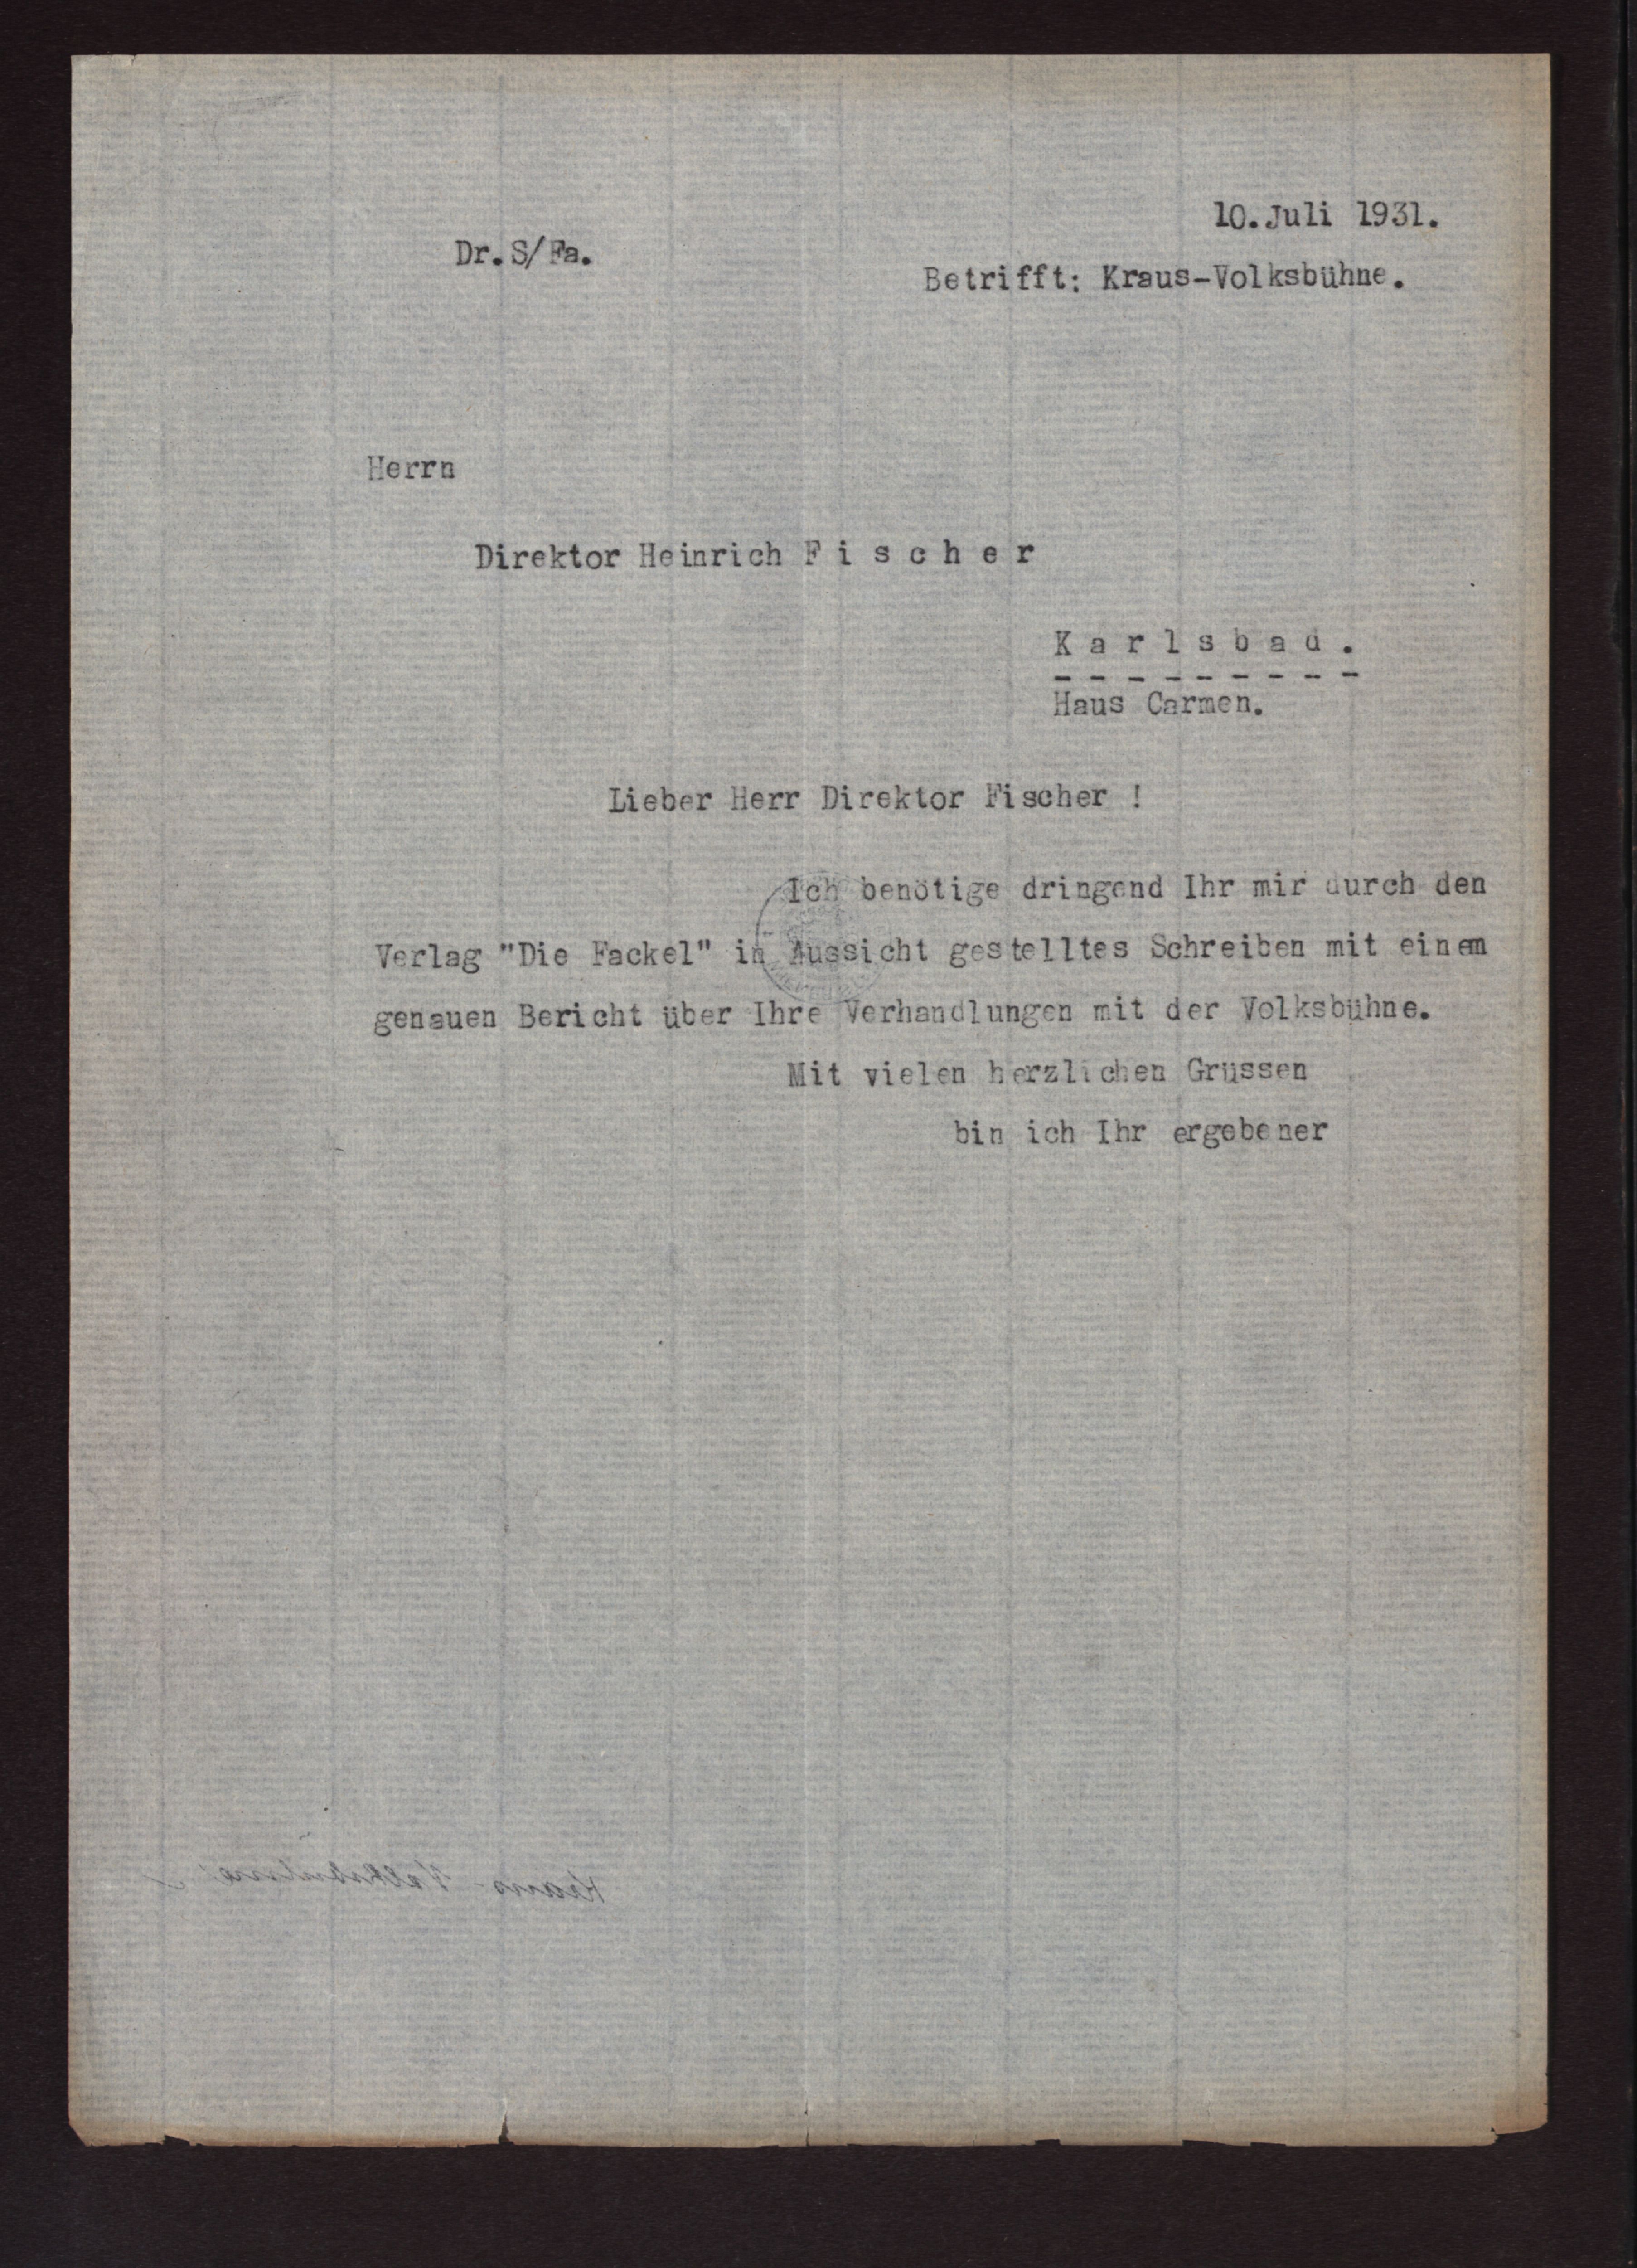 10.Juli 1931.
Dr.S/Fa.
Betrifft: Kraus-Volksbühne.
Herrn
Direktor Heinrich F i s c h e r
K a r l s b a d .
- - - - - - - - -
Haus Carmen.
Lieber Herr Direktor Fischer !
Ich benötige dringend Ihr mir durch den
Verlag "Die Fackel" in Aussicht gestelltes Schreiben mit einem
genauen Bericht über Ihre Verhandlungen mit der Volksbühne.
Mit vielen herzlichen Grüssen
bin ich Ihr ergebener
Kraus - Volksbühne